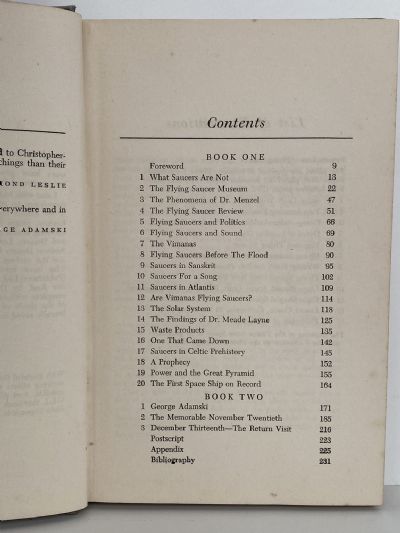 to Christopher-
chings than their
OND LESLIE
erywhere and in
GE ADAMSKI
Contents
BOOK ONE
Foreword 9
1 What Saucers Are Not 13
2 The Flying Saucer Museum 22
3 The Phenomena of Dr. Menzel 47
4 The Flying Saucer Review 51
5 Flying Saucers and Politics 66
6 Flying Saucers and Sound 69
7 The Vimanas 80
8 Flying Saucers Before The Flood 90
9 Saucers in Sanskrit 95
10 Saucers For a Song 102
11 Saucers in Atlantis 109
12 Are Vimanas Flying Saucers? 114
13 The Solar System 118
14 The Findings of Dr. Meade Layne 125
15 Waste Products 135
16 One That Came Down 142
17 Saucers in Celtic Prehistory 145
18 A Prophecy 152
19 Power and the Great Pyramid 155
20 The First Space Ship on Record 164
BOOK TWO
1 George Adamski 171
2 The Memorable November Twentieth 185
3 December Thirteenth—The Return Visit 216
Postscript 223
Appendix 225
Bibliography 231